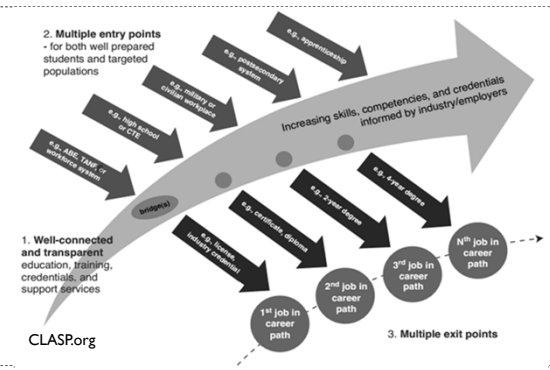 2. Multiple entry points
- for both well prepared
students and targeted
populations
e.g., apprenticeship
e.g., postsecondary
system
e.g., military or
civilian workplace
e.g., high school
or CTE
e.g., ABE, TANF, or
workforce system
Increasing skills, competencies, and credentials
informed by industry/employers
bridge(s)
1. Well-connected
and transparent
education, training,
credentials, and
support services
e.g., license,
industry credential
e.g., certificate, diploma
e.g., 2-year degree
e.g., 4-year degree
1st job in
career
path
2nd job in
career
path
3rd job in
career
path
Nth job in
career
path
3. Multiple exit points
CLASP.org